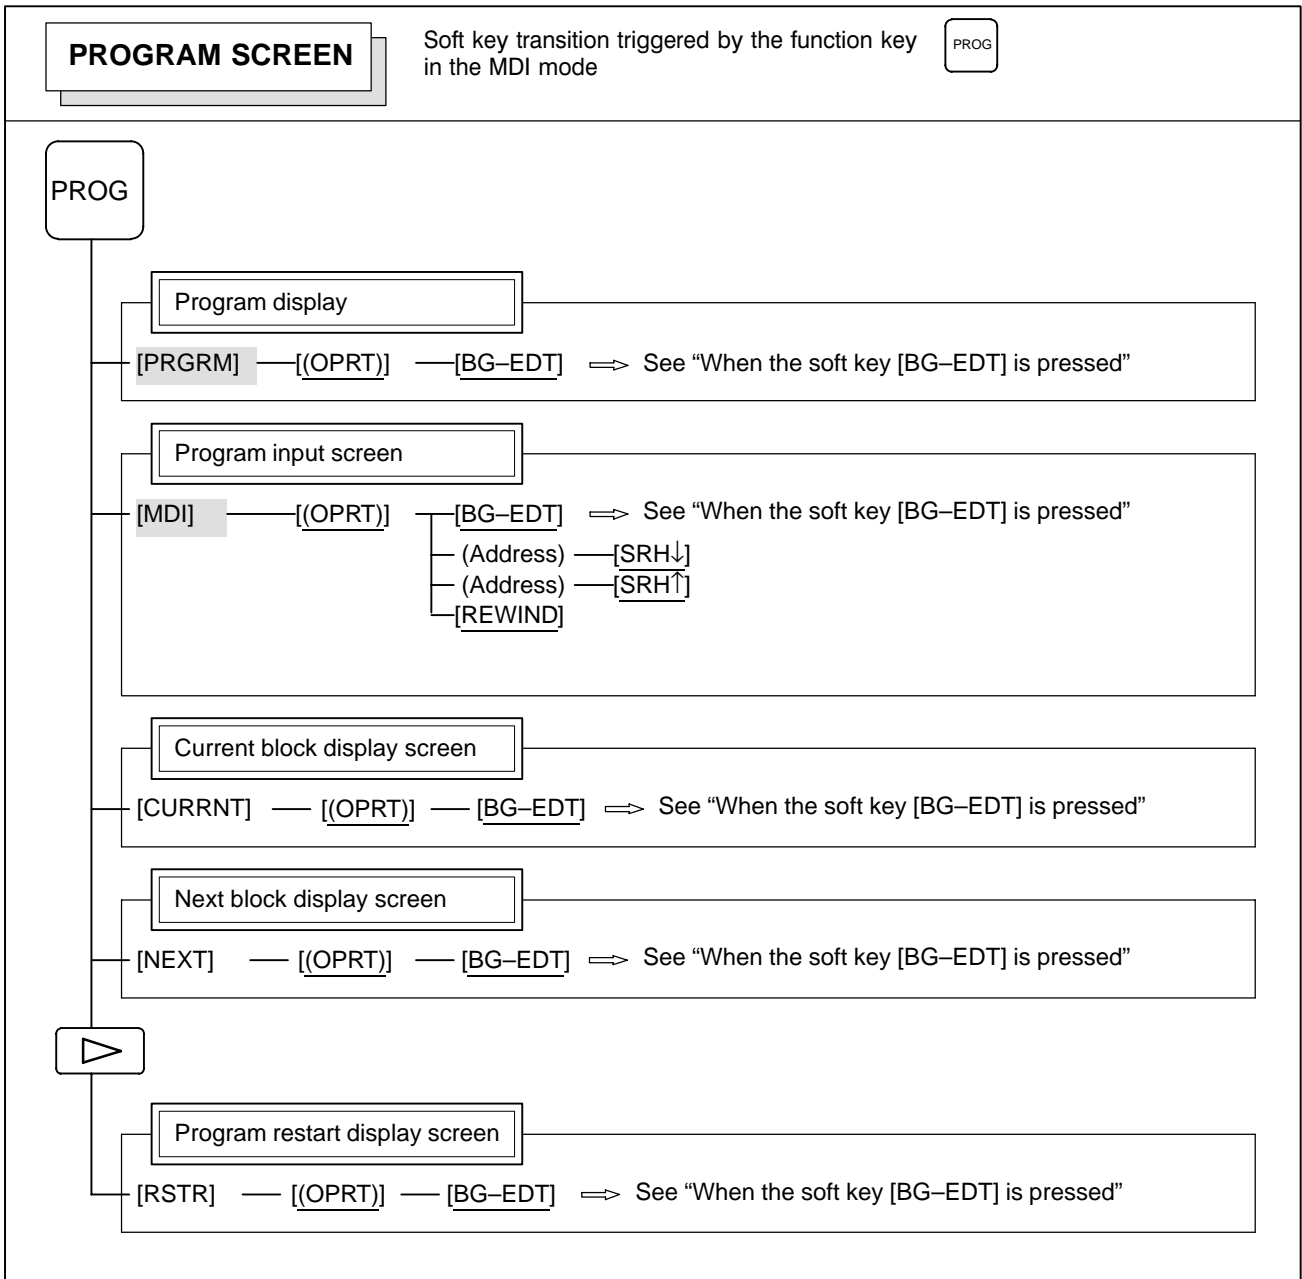 PROGRAM SCREEN
Soft key transition triggered by the function key
in the MDI mode
PROG
PROG
Program display
[PRGRM] [(OPRT)] [BG–EDT] See “When the soft key [BG–EDT] is pressed”
Program input screen
[MDI] [(OPRT)] [BG–EDT] See “When the soft key [BG–EDT] is pressed”
(Address) [SRH↓]
(Address) [SRH↑]
[REWIND]
Current block display screen
[CURRNT] [(OPRT)] [BG–EDT] See “When the soft key [BG–EDT] is pressed”
Next block display screen
[NEXT] [(OPRT)] [BG–EDT] See “When the soft key [BG–EDT] is pressed”
Program restart display screen
[RSTR] [(OPRT)] [BG–EDT] See “When the soft key [BG–EDT] is pressed”